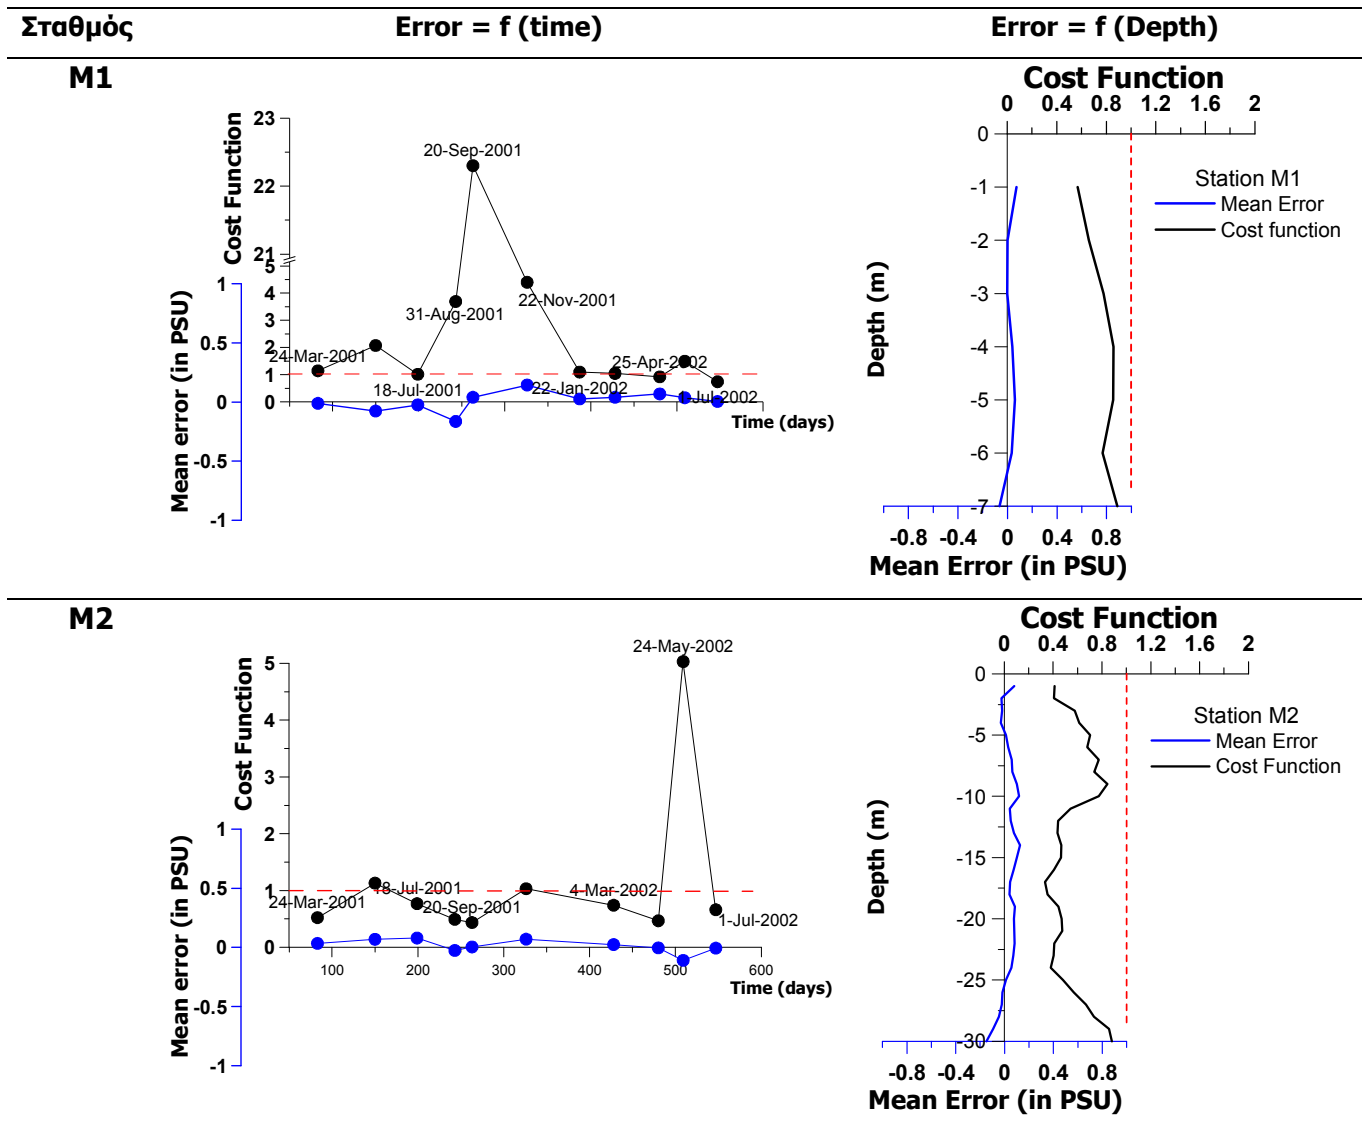 Σταθμός Error = f (time) Error = f (Depth)
M1
Cost Function
23
22
21
5
4
3
2
1
0
Mean error (in PSU)
1
0.5
0
-0.5
-1
24-Mar-2001
18-Jul-2001
31-Aug-2001
20-Sep-2001
22-Nov-2001
22-Jan-2002
25-Apr-2002
1-Jul-2002
Time (days)
Cost Function
0 0.4 0.8 1.2 1.6 2
Depth (m)
0
-1
-2
-3
-4
-5
-6
-7
Station M1
Mean Error
Cost function
-0.8 -0.4 0 0.4 0.8
Mean Error (in PSU)
M2
Cost Function
5
4
3
2
1
0
Mean error (in PSU)
1
0.5
0
-0.5
-1
24-Mar-2001
18-Jul-2001
20-Sep-2001
4-Mar-2002
24-May-2002
1-Jul-2002
100 200 300 400 500 600
Time (days)
Cost Function
0 0.4 0.8 1.2 1.6 2
Depth (m)
0
-5
-10
-15
-20
-25
-30
Station M2
Mean Error
Cost Function
-0.8 -0.4 0 0.4 0.8
Mean Error (in PSU)